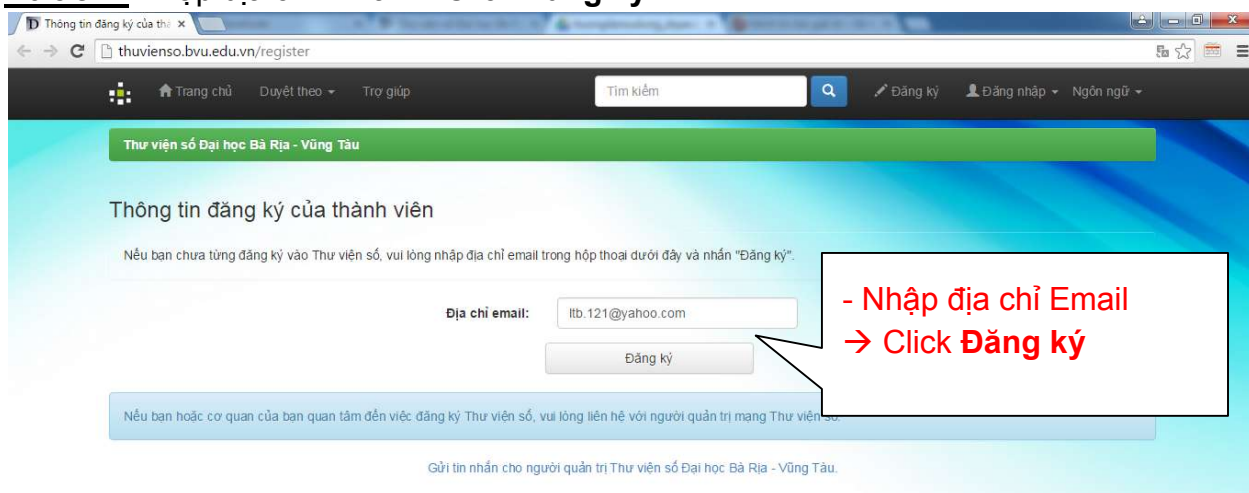 Thông tin đăng ký của thà
thuvienso.bvu.edu.vn/register
Trang chủ Duyệt theo Trợ giúp Tìm kiếm Đăng ký Đăng nhập Ngôn ngữ
Thư viện số Đại học Bà Rịa - Vũng Tàu
Thông tin đăng ký của thành viên
Nếu bạn chưa từng đăng ký vào Thư viện số, vui lòng nhập địa chỉ email trong hộp thoại dưới đây và nhấn "Đăng ký".
- Nhập địa chỉ Email
→ Click Đăng ký
Địa chỉ email: ltb.121@yahoo.com
Đăng ký
Nếu bạn hoặc cơ quan của bạn quan tâm đến việc đăng ký Thư viện số, vui lòng liên hệ với người quản trị mạng Thư viện số.
Gửi tin nhắn cho người quản trị Thư viện số Đại học Bà Rịa - Vũng Tàu.